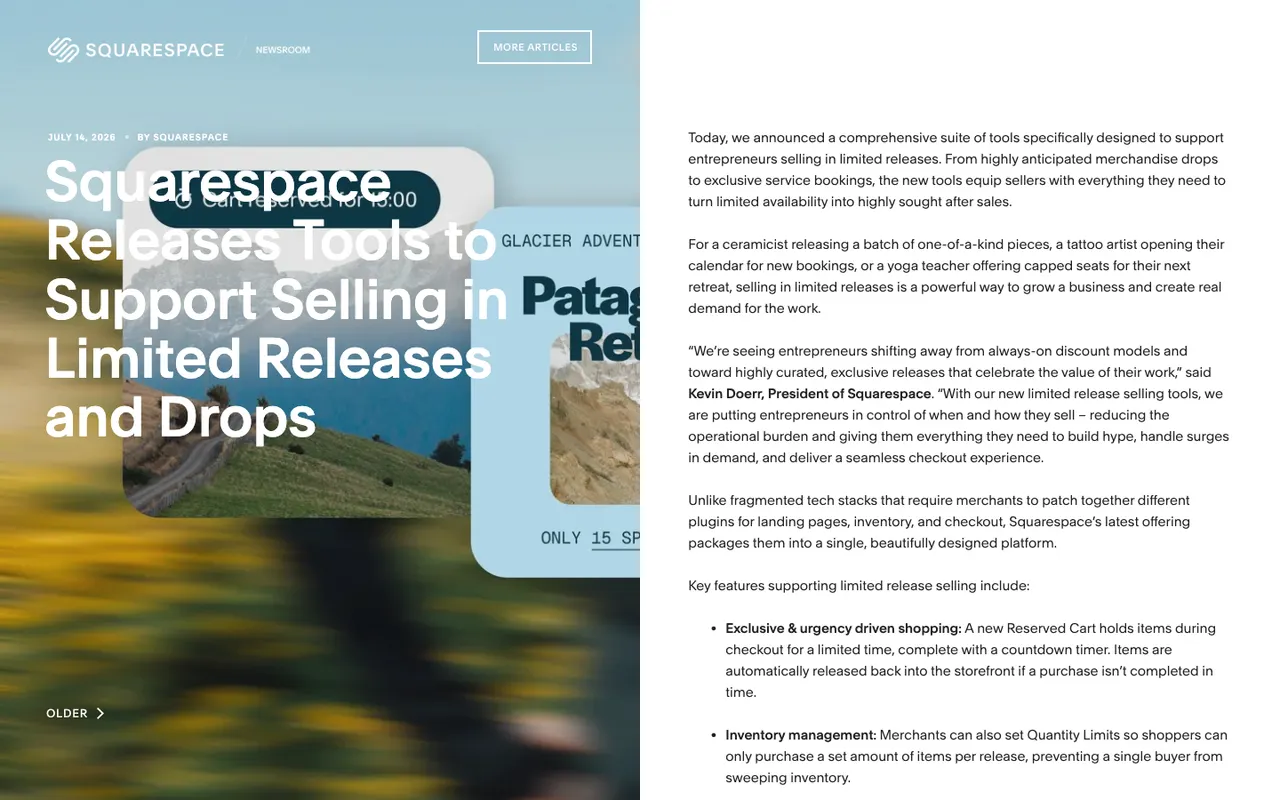 SQUARESPACE
NEWSROOM
MORE ARTICLES
JULY 14, 2026 • BY SQUARESPACE
Squarespace
Releases Tools to
Support Selling in
Limited Releases
and Drops
Cart reserved for 15:00
GLACIER ADVENT
Patag
Ret
ONLY 15 SP
OLDER
Today, we announced a comprehensive suite of tools specifically designed to support
entrepreneurs selling in limited releases. From highly anticipated merchandise drops
to exclusive service bookings, the new tools equip sellers with everything they need to
turn limited availability into highly sought after sales.
For a ceramicist releasing a batch of one-of-a-kind pieces, a tattoo artist opening their
calendar for new bookings, or a yoga teacher offering capped seats for their next
retreat, selling in limited releases is a powerful way to grow a business and create real
demand for the work.
“We’re seeing entrepreneurs shifting away from always-on discount models and
toward highly curated, exclusive releases that celebrate the value of their work,” said
Kevin Doerr, President of Squarespace. “With our new limited release selling tools, we
are putting entrepreneurs in control of when and how they sell – reducing the
operational burden and giving them everything they need to build hype, handle surges
in demand, and deliver a seamless checkout experience.
Unlike fragmented tech stacks that require merchants to patch together different
plugins for landing pages, inventory, and checkout, Squarespace’s latest offering
packages them into a single, beautifully designed platform.
Key features supporting limited release selling include:
• Exclusive & urgency driven shopping: A new Reserved Cart holds items during
checkout for a limited time, complete with a countdown timer. Items are
automatically released back into the storefront if a purchase isn’t completed in
time.
• Inventory management: Merchants can also set Quantity Limits so shoppers can
only purchase a set amount of items per release, preventing a single buyer from
sweeping inventory.